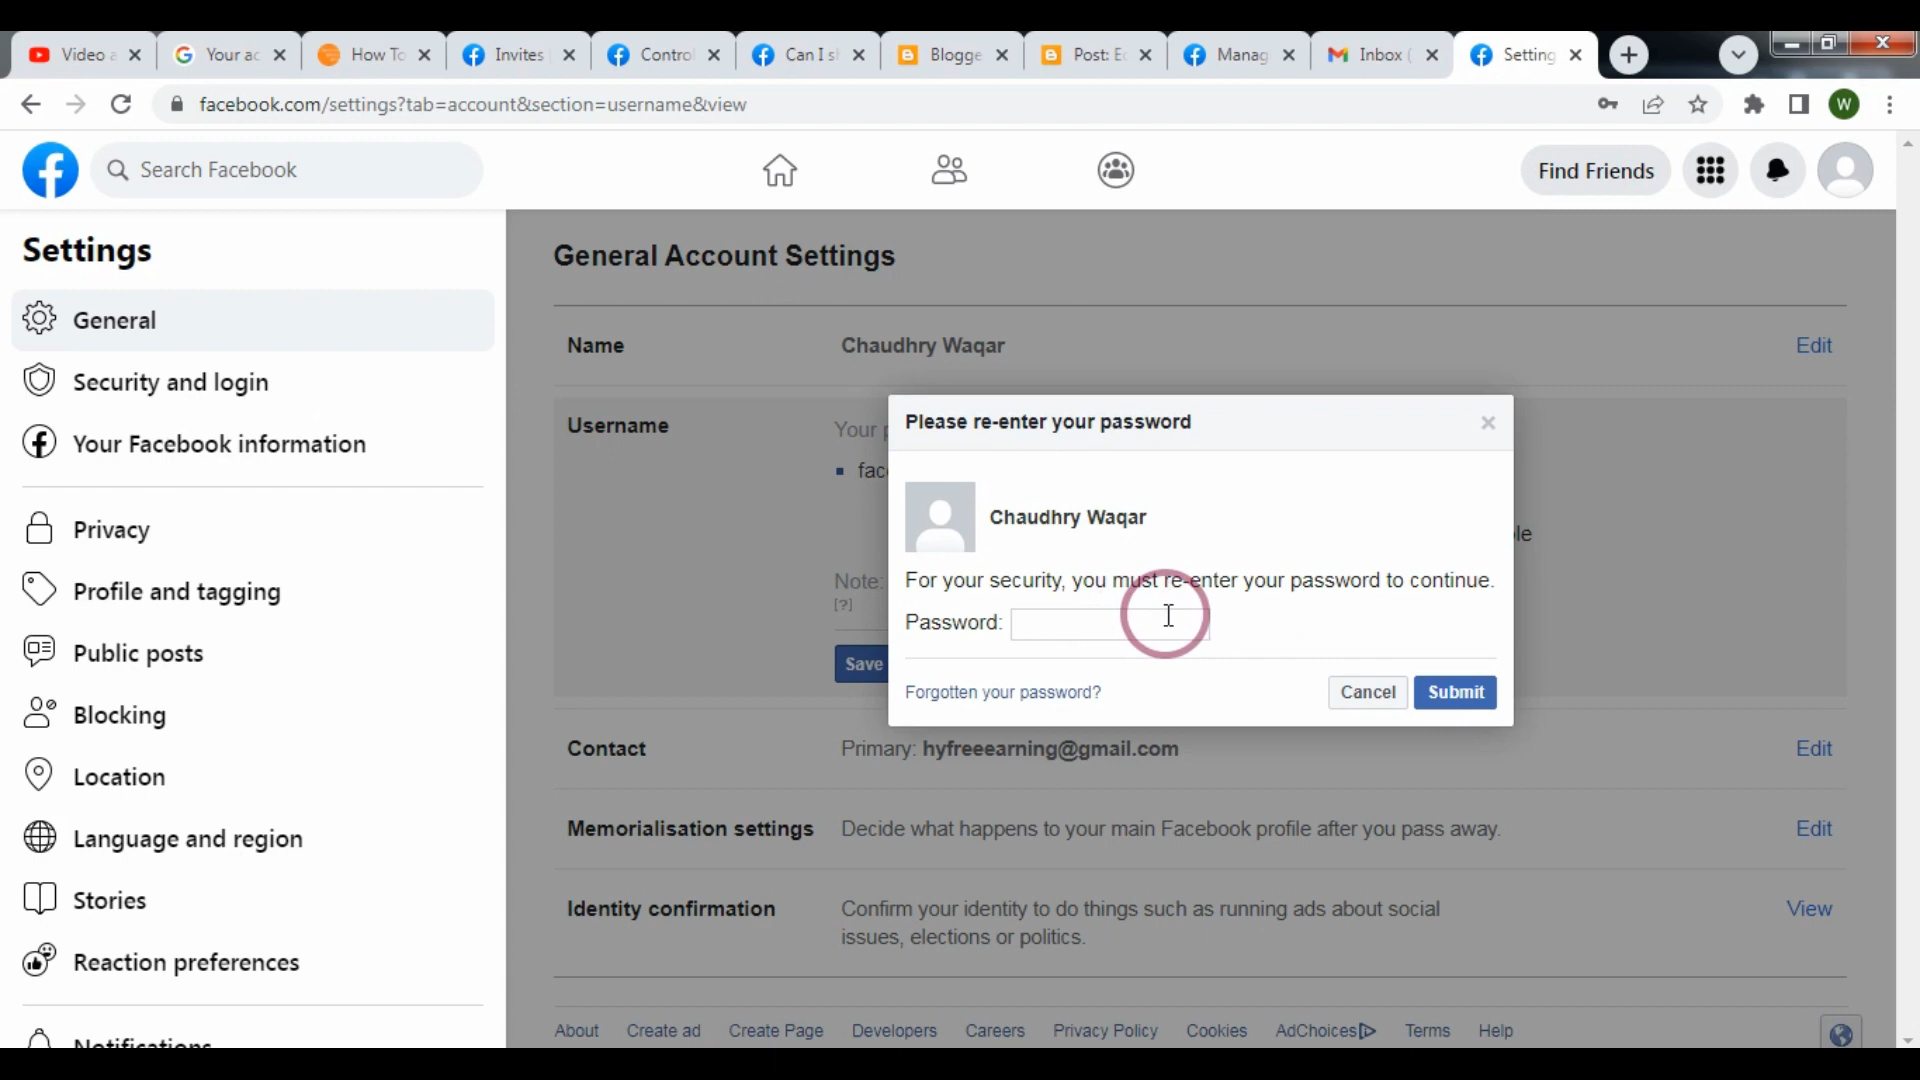 Video a
Your ac
How To
Invites
Contro
Can I s
Blogge
Post: E
Manag
Inbox (
Setting
facebook.com/settings?tab=account&section=username&view
W
Search Facebook
Find Friends
Settings
General
Security and login
Your Facebook information
Privacy
Profile and tagging
Public posts
Blocking
Location
Language and region
Stories
Reaction preferences
Notifications
General Account Settings
Name
Chaudhry Waqar
Edit
Username
Your p
fac
Note:
[?]
Save
Please re-enter your password
Chaudhry Waqar
For your security, you must re-enter your password to continue.
Password:
Forgotten your password?
Cancel
Submit
Contact
Primary: hyfreeearning@gmail.com
Edit
Memorialisation settings
Decide what happens to your main Facebook profile after you pass away.
Edit
Identity confirmation
Confirm your identity to do things such as running ads about social
issues, elections or politics.
View
About Create ad Create Page Developers Careers Privacy Policy Cookies AdChoices Terms Help